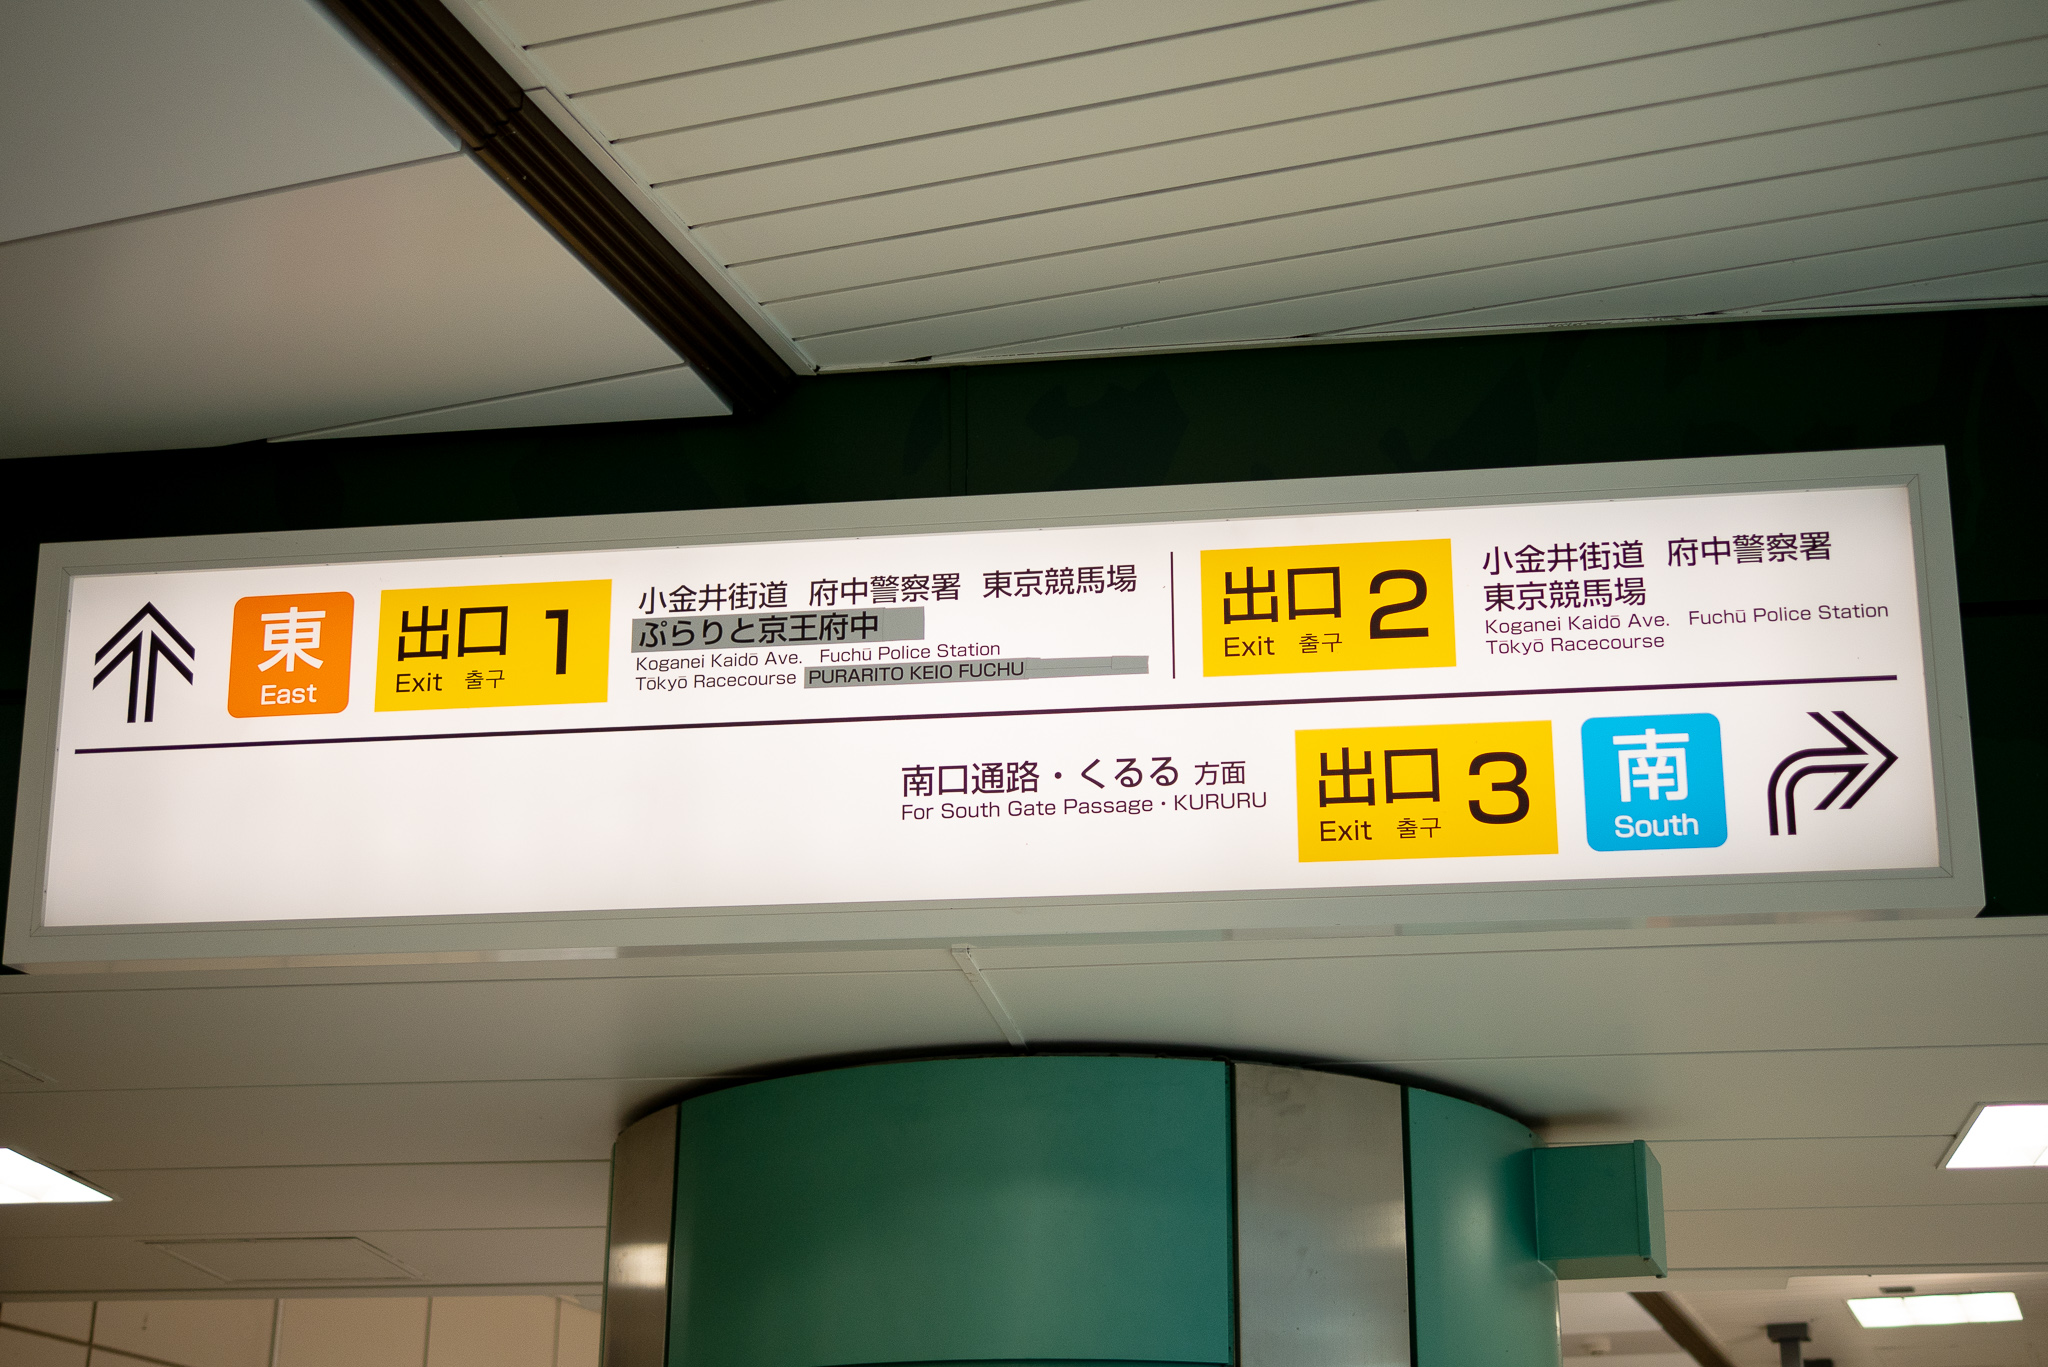 東
East
出口 1
Exit 출구
小金井街道 府中警察署 東京競馬場
ぷらりと京王府中
Koganei Kaidō Ave. Fuchū Police Station
Tōkyō Racecourse PURARITO KEIO FUCHU
出口 2
Exit 출구
小金井街道 府中警察署
東京競馬場
Koganei Kaidō Ave. Fuchū Police Station
Tōkyō Racecourse
南口通路・くるる 方面
For South Gate Passage・KURURU
出口 3
Exit 출구
南
South